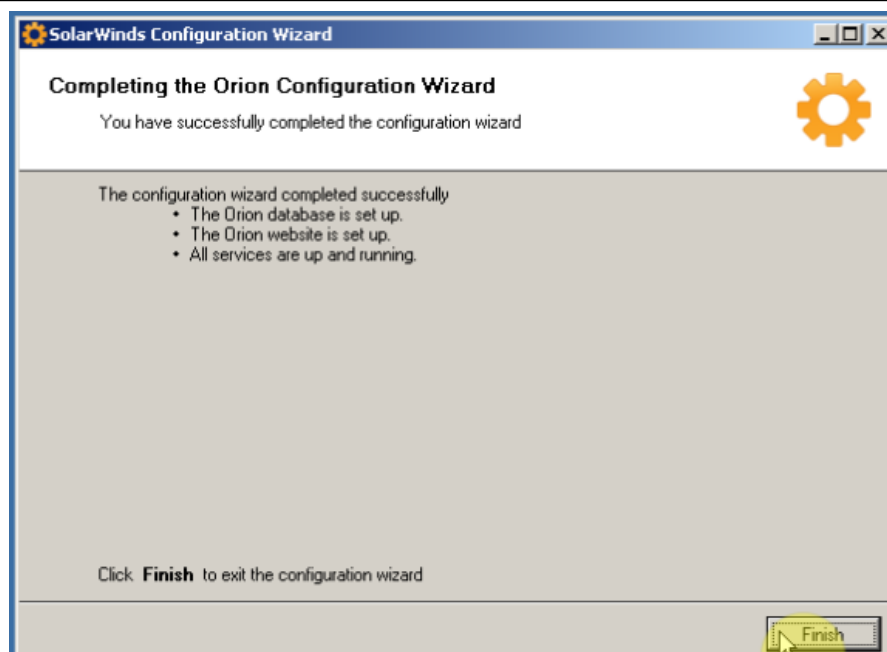 SolarWinds Configuration Wizard
Completing the Orion Configuration Wizard
You have successfully completed the configuration wizard
The configuration wizard completed successfully
• The Orion database is set up.
• The Orion website is set up.
• All services are up and running.
Click Finish to exit the configuration wizard
Finish